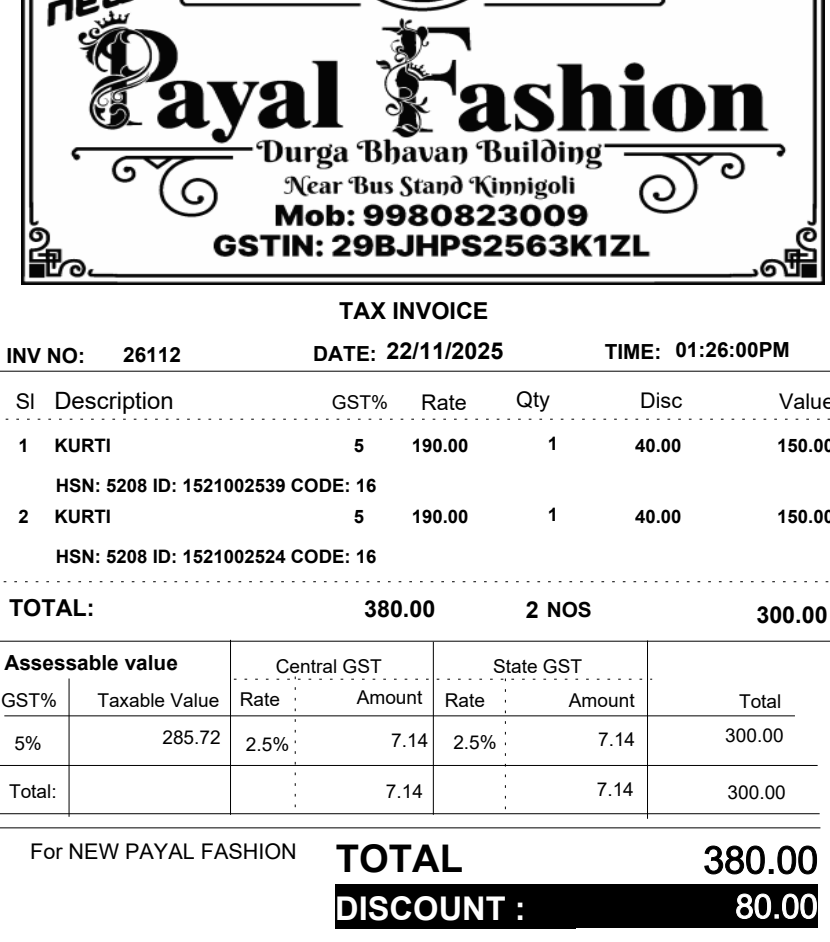 new
Payal Fashion
Durga Bhavan Building
Near Bus Stand Kinnigoli
Mob: 9980823009
GSTIN: 29BJHPS2563K1ZL
TAX INVOICE
INV NO: 26112 DATE: 22/11/2025 TIME: 01:26:00PM
Sl Description GST% Rate Qty Disc Value
1 KURTI 5 190.00 1 40.00 150.00
HSN: 5208 ID: 1521002539 CODE: 16
2 KURTI 5 190.00 1 40.00 150.00
HSN: 5208 ID: 1521002524 CODE: 16
TOTAL: 380.00 2 NOS 300.00
Assessable value Central GST State GST
GST% Taxable Value Rate Amount Rate Amount Total
5% 285.72 2.5% 7.14 2.5% 7.14 300.00
Total: 7.14 7.14 300.00
For NEW PAYAL FASHION TOTAL 380.00
DISCOUNT : 80.00